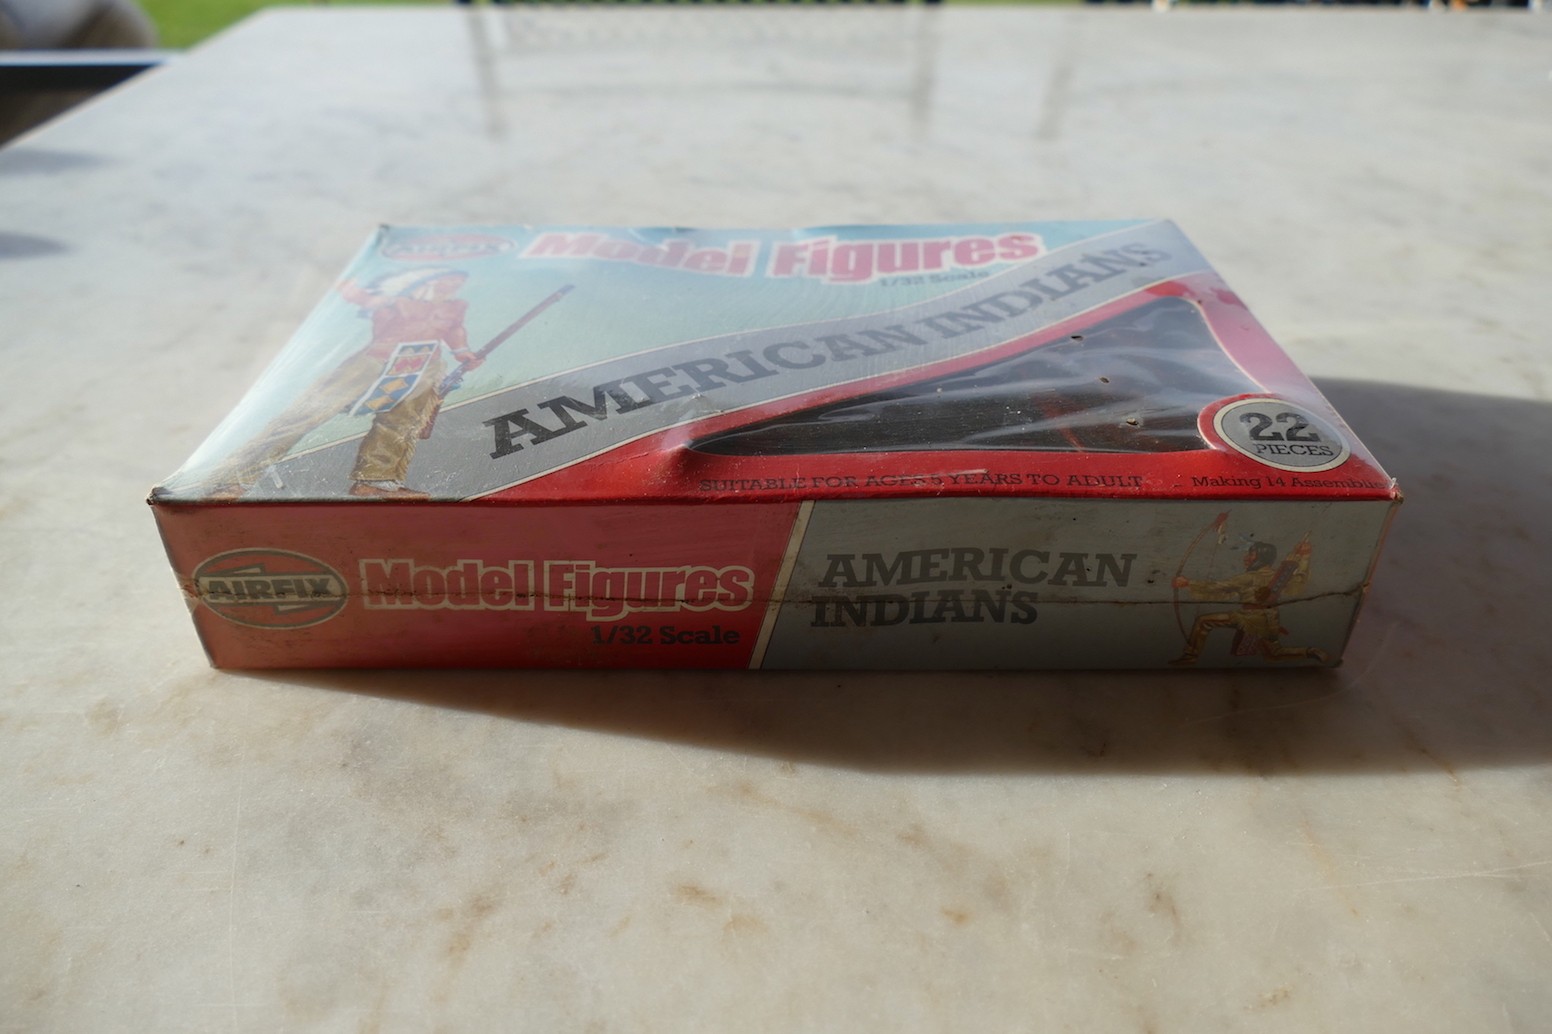 AIRFIX
Model Figures
1/32 Scale
AMERICAN INDIANS
22
PIECES
SUITABLE FOR AGES 5 YEARS TO ADULT
Making 14 Assemblies
AIRFIX
Model Figures
1/32 Scale
AMERICAN
INDIANS